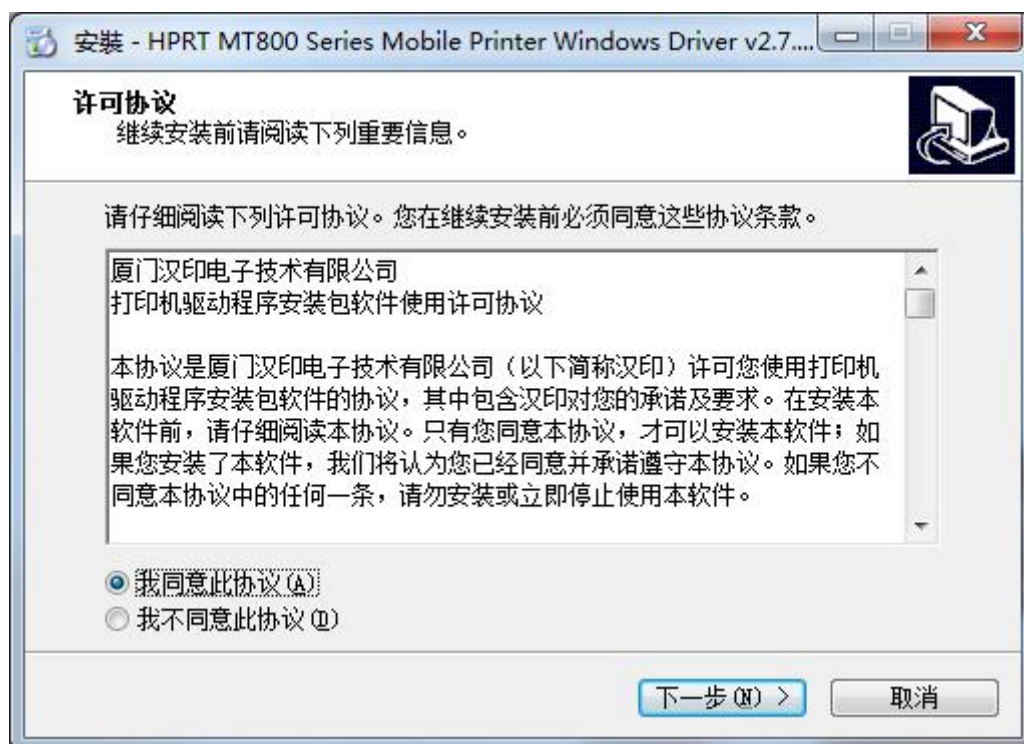 安裝 - HPRT MT800 Series Mobile Printer Windows Driver v2.7....
许可协议
继续安装前请阅读下列重要信息。
请仔细阅读下列许可协议。您在继续安装前必须同意这些协议条款。
厦门汉印电子技术有限公司
打印机驱动程序安装包软件使用许可协议
本协议是厦门汉印电子技术有限公司（以下简称汉印）许可您使用打印机
驱动程序安装包软件的协议，其中包含汉印对您的承诺及要求。在安装本
软件前，请仔细阅读本协议。只有您同意本协议，才可以安装本软件；如
果您安装了本软件，我们将认为您已经同意并承诺遵守本协议。如果您不
同意本协议中的任何一条，请勿安装或立即停止使用本软件。
我同意此协议(A)
我不同意此协议(D)
下一步(N) >
取消